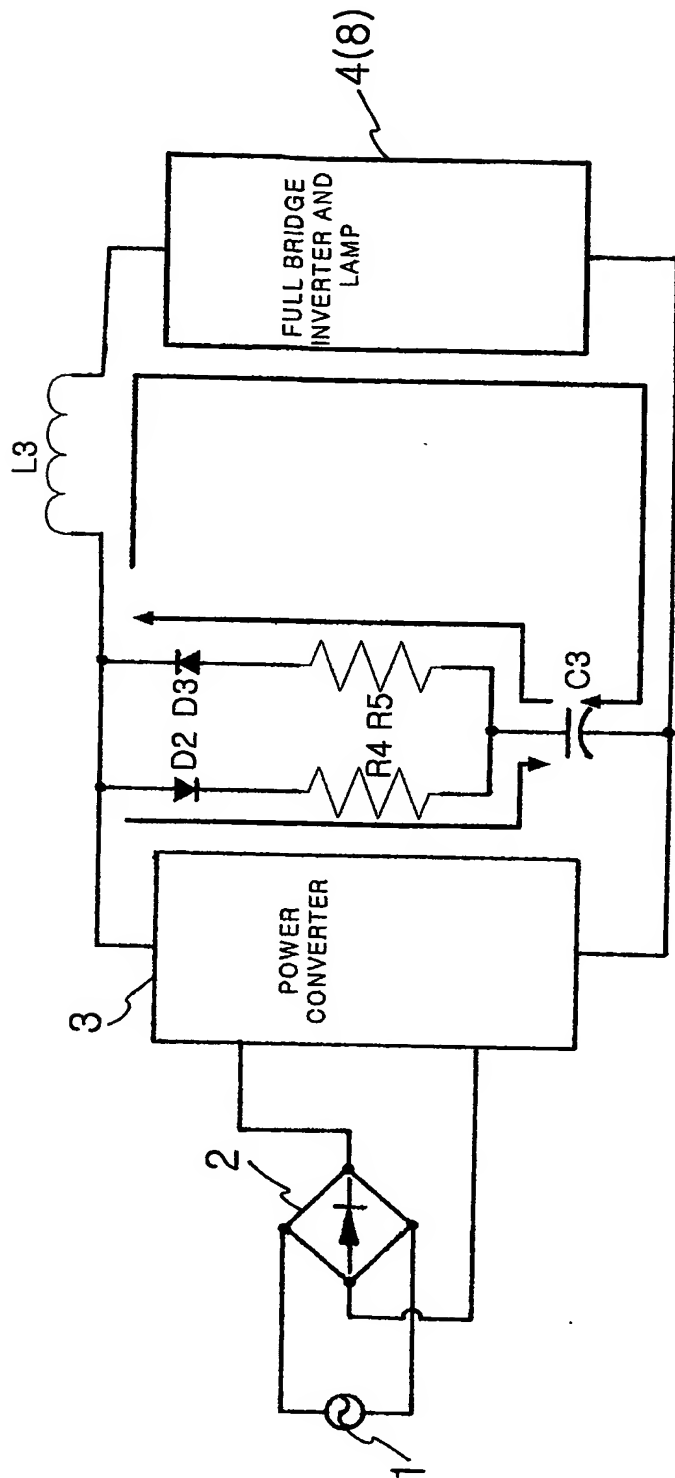 1
2
3
POWER
CONVERTER
D2
D3
R4
R5
C3
L3
FULL BRIDGE
INVERTER AND
LAMP
4(8)